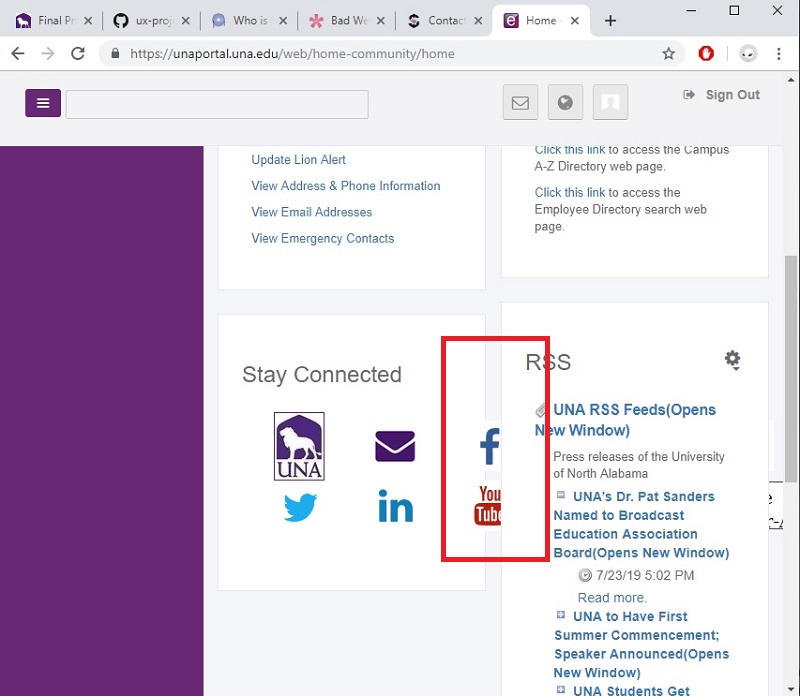 Final Pr
ux-proj
Who is
Bad We
Contac
Home -
https://unaportal.una.edu/web/home-community/home
Sign Out
Update Lion Alert
View Address & Phone Information
View Email Addresses
View Emergency Contacts
Click this link to access the Campus
A-Z Directory web page.
Click this link to access the
Employee Directory search web
page.
Stay Connected
UNA
in
f
You
Tube
RSS
UNA RSS Feeds(Opens
New Window)
Press releases of the University
of North Alabama
UNA's Dr. Pat Sanders
Named to Broadcast
Education Association
Board(Opens New Window)
7/23/19 5:02 PM
Read more.
UNA to Have First
Summer Commencement;
Speaker Announced(Opens
New Window)
UNA Students Get